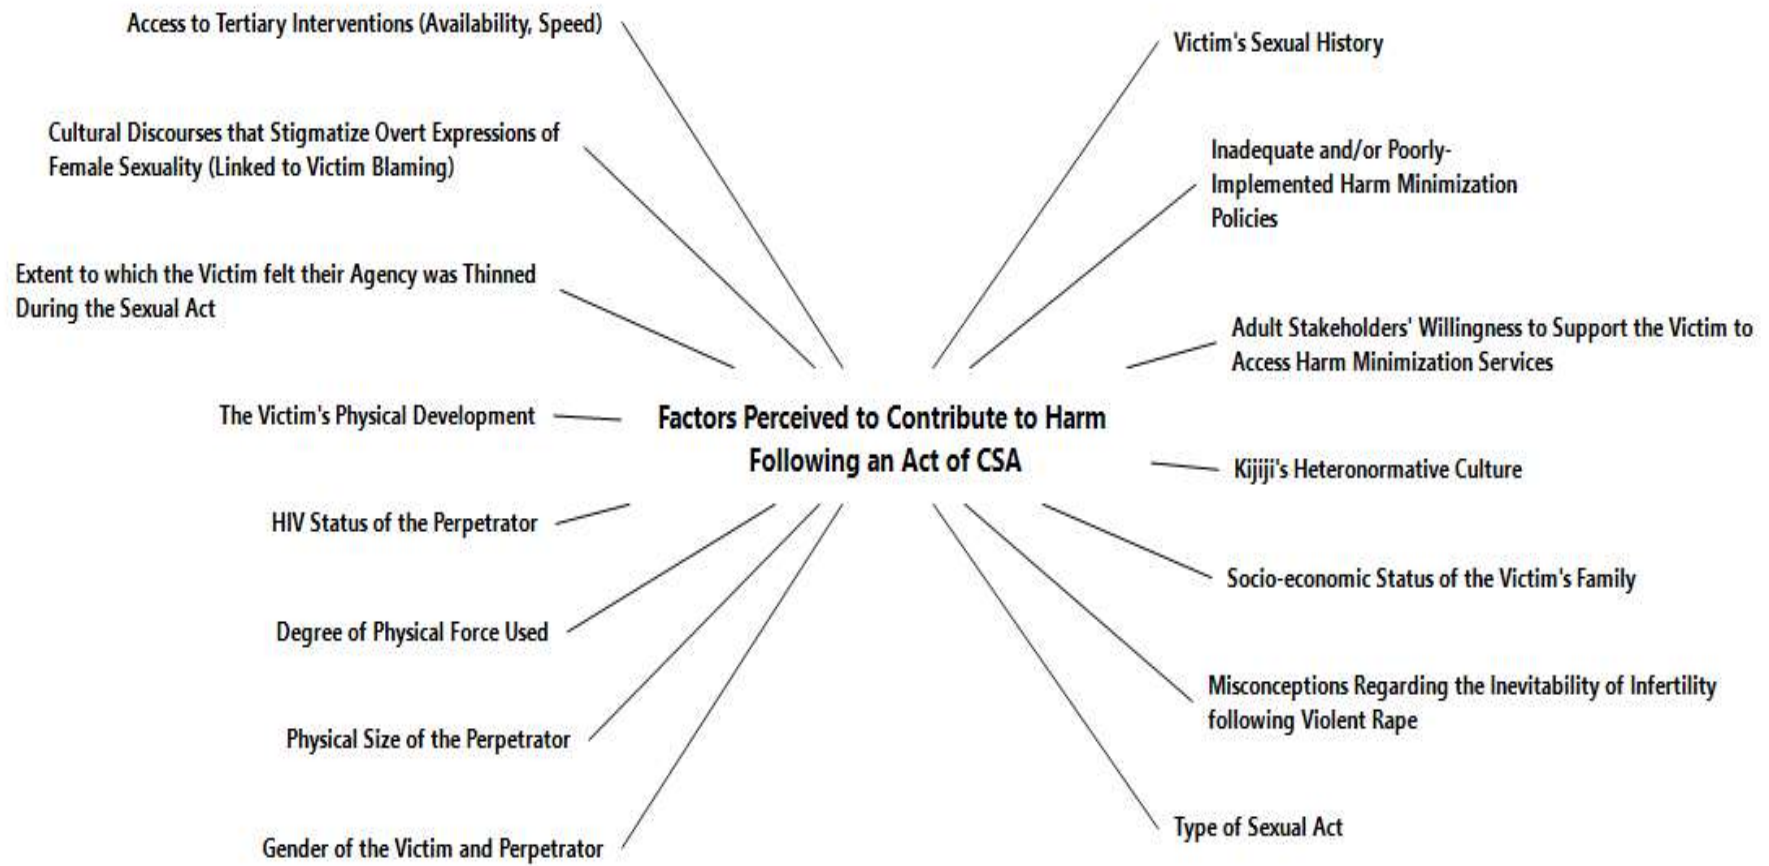 Access to Tertiary Interventions (Availability, Speed)
Cultural Discourses that Stigmatize Overt Expressions of
Female Sexuality (Linked to Victim Blaming)
Extent to which the Victim felt their Agency was Thinned
During the Sexual Act
The Victim's Physical Development
HIV Status of the Perpetrator
Degree of Physical Force Used
Physical Size of the Perpetrator
Gender of the Victim and Perpetrator
Factors Perceived to Contribute to Harm
Following an Act of CSA
Victim's Sexual History
Inadequate and/or Poorly-
Implemented Harm Minimization
Policies
Adult Stakeholders' Willingness to Support the Victim to
Access Harm Minimization Services
Kijiji's Heteronormative Culture
Socio-economic Status of the Victim's Family
Misconceptions Regarding the Inevitability of Infertility
following Violent Rape
Type of Sexual Act